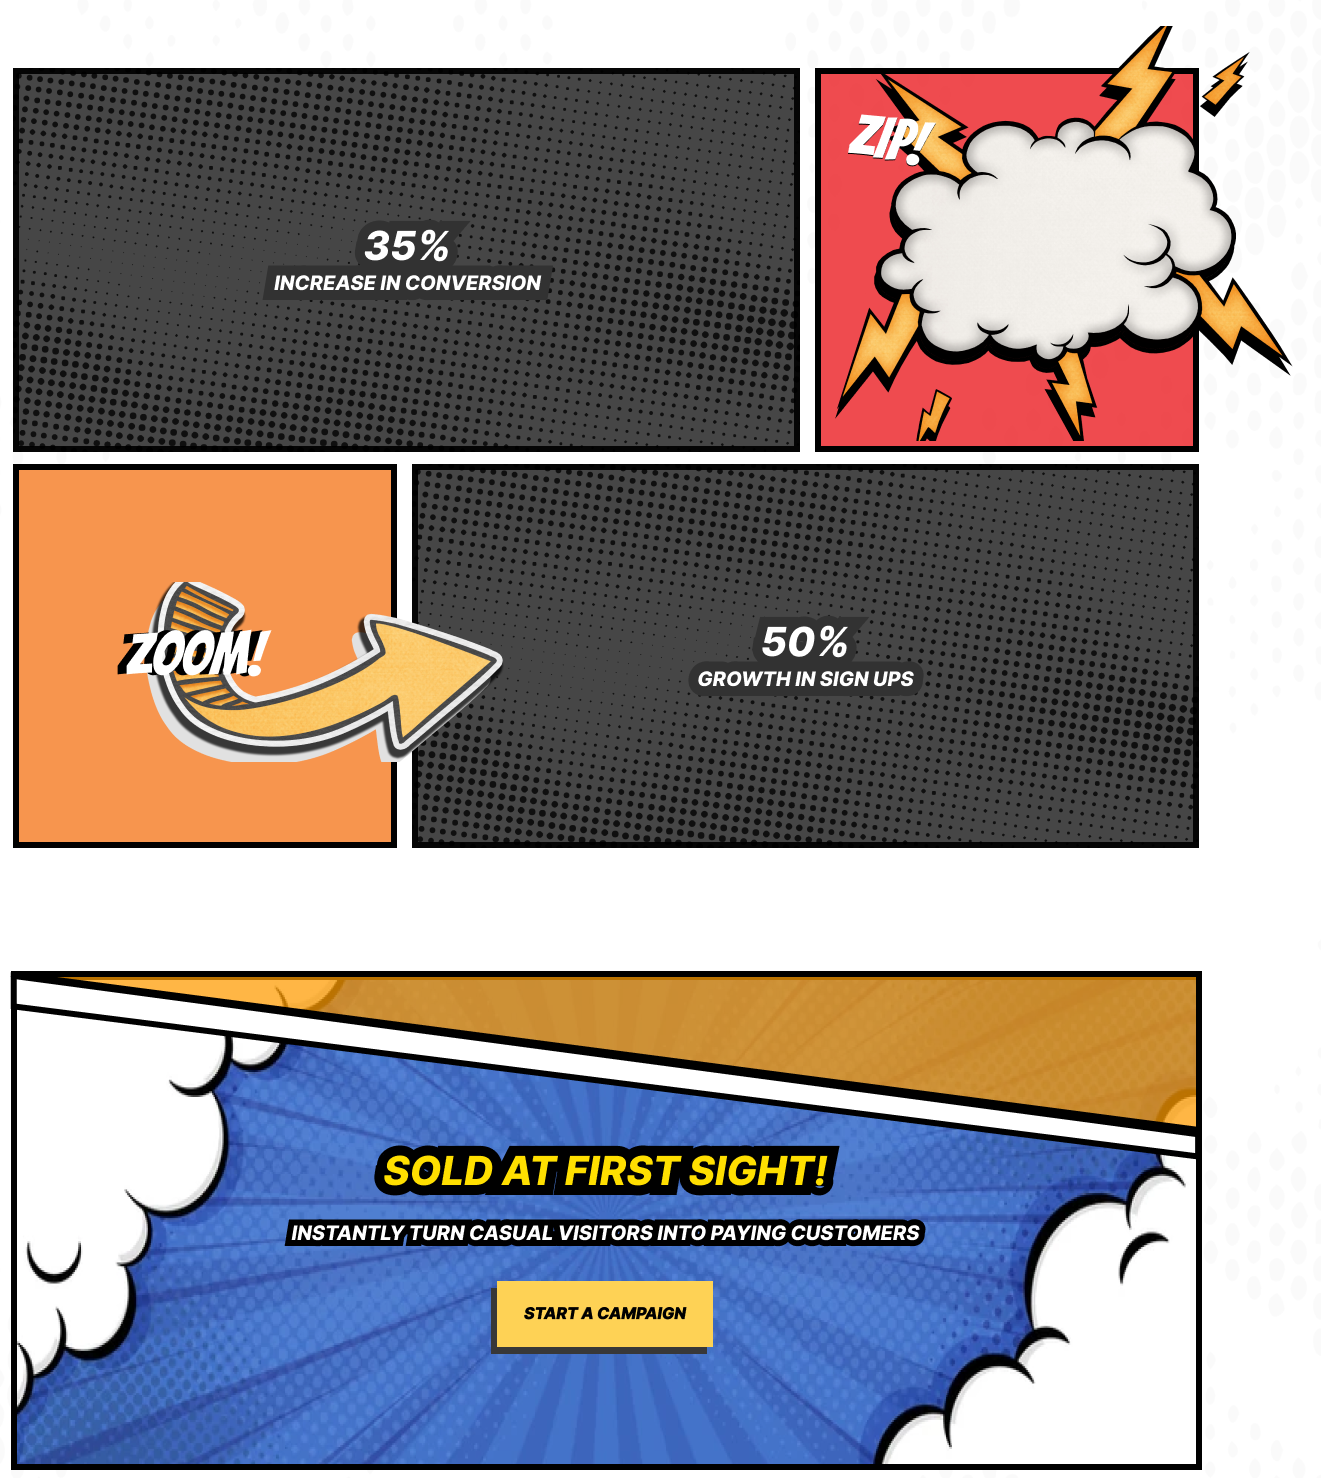 35%
INCREASE IN CONVERSION
ZIP!
ZOOM!
50%
GROWTH IN SIGN UPS
SOLD AT FIRST SIGHT!
INSTANTLY TURN CASUAL VISITORS INTO PAYING CUSTOMERS
START A CAMPAIGN